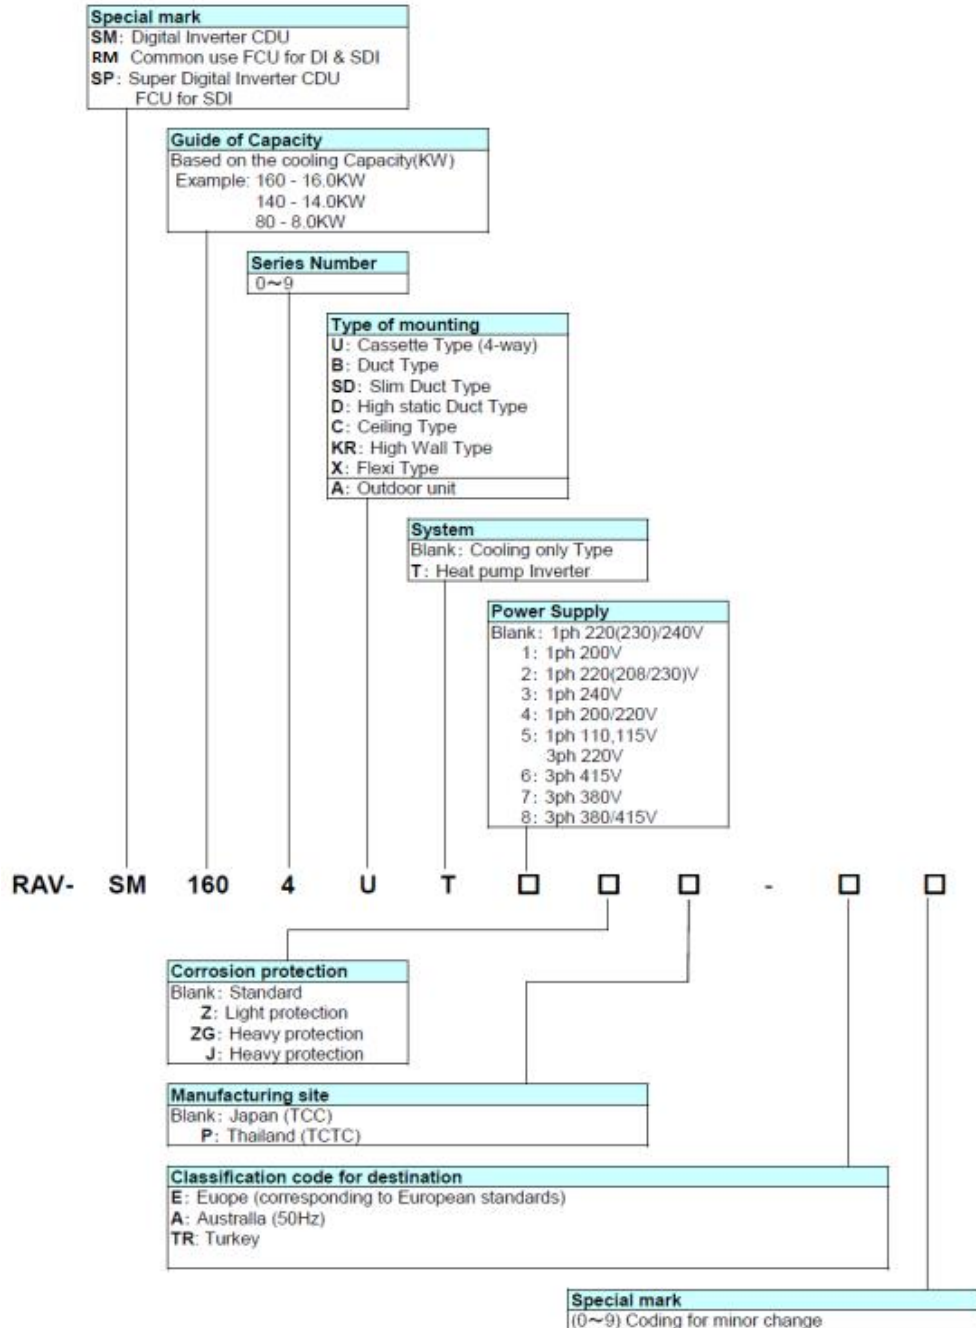 Special mark
SM: Digital Inverter CDU
RM Common use FCU for DI & SDI
SP: Super Digital Inverter CDU
FCU for SDI
Guide of Capacity
Based on the cooling Capacity(KW)
Example: 160 - 16.0KW
140 - 14.0KW
80 - 8.0KW
Series Number
0～9
Type of mounting
U: Cassette Type (4-way)
B: Duct Type
SD: Slim Duct Type
D: High static Duct Type
C: Ceiling Type
KR: High Wall Type
X: Flexi Type
A: Outdoor unit
System
Blank: Cooling only Type
T: Heat pump Inverter
Power Supply
Blank: 1ph 220(230)/240V
1: 1ph 200V
2: 1ph 220(208/230)V
3: 1ph 240V
4: 1ph 200/220V
5: 1ph 110,115V
3ph 220V
6: 3ph 415V
7: 3ph 380V
8: 3ph 380/415V
RAV- SM 160 4 U T □ □ □ - □ □
Corrosion protection
Blank: Standard
Z: Light protection
ZG: Heavy protection
J: Heavy protection
Manufacturing site
Blank: Japan (TCC)
P: Thailand (TCTC)
Classification code for destination
E: Euope (corresponding to European standards)
A: Australla (50Hz)
TR: Turkey
Special mark
(0～9) Coding for minor change